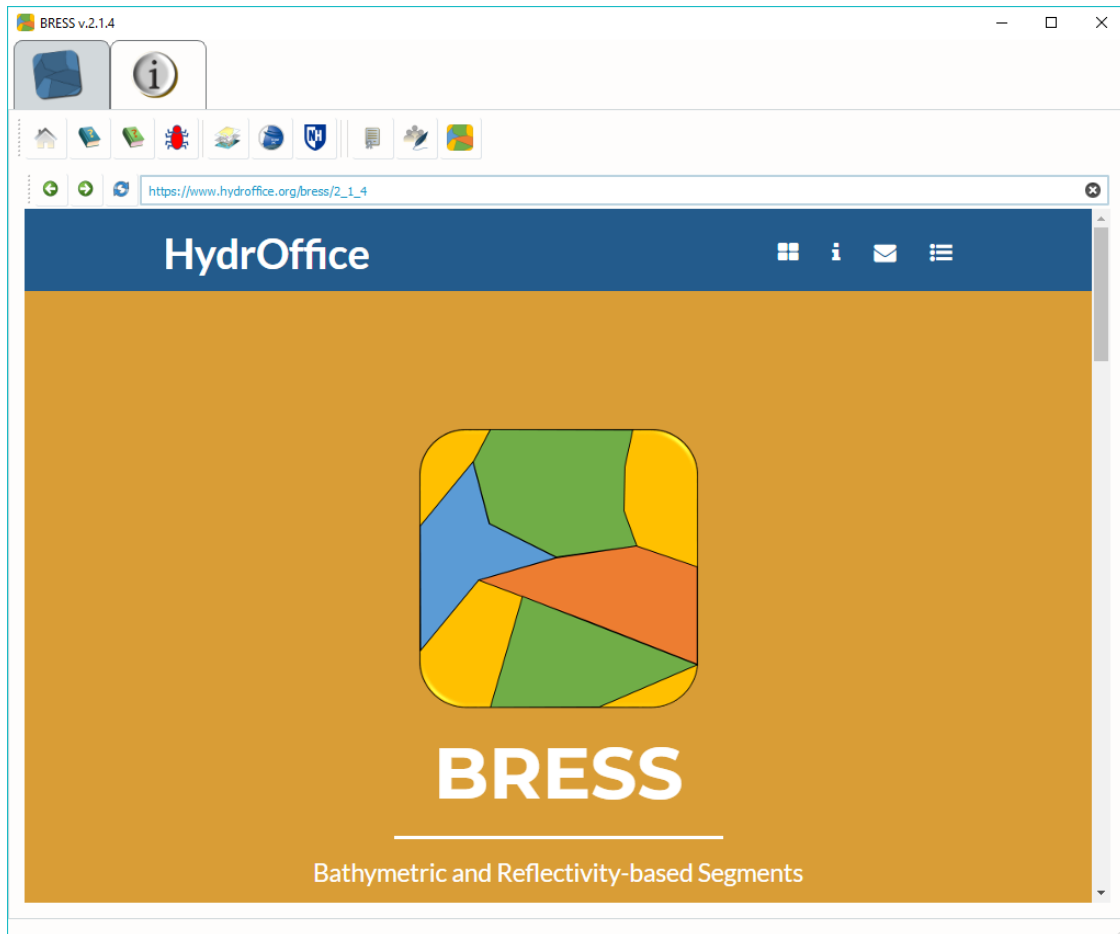 BRESS v.2.1.4
https://www.hydroffice.org/bress/2_1_4
HydrOffice
BRESS
Bathymetric and Reflectivity-based Segments